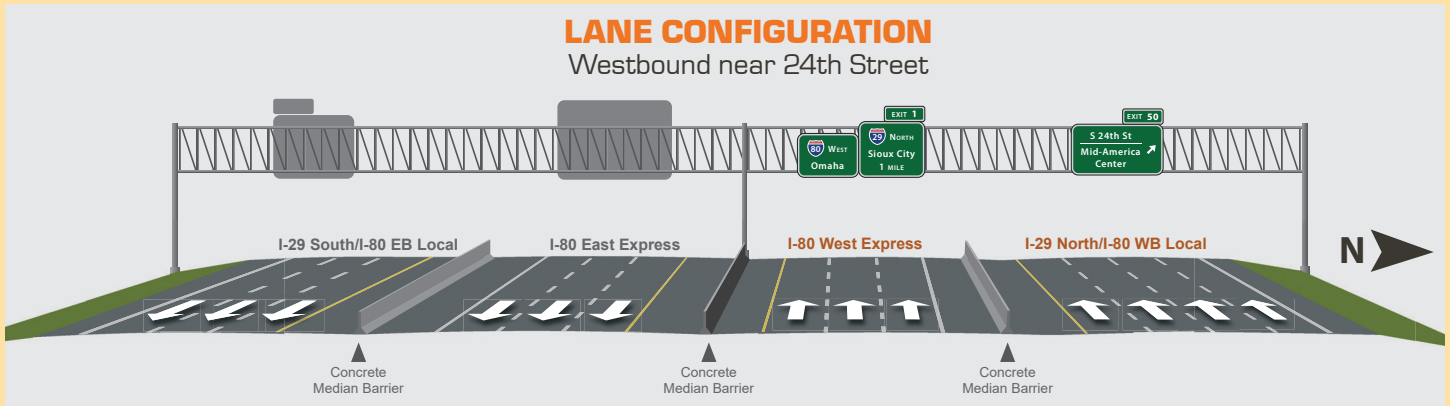 LANE CONFIGURATION
Westbound near 24th Street
EXIT 1
EXIT 50
80 WEST
Omaha
29 NORTH
Sioux City
1 MILE
S 24th St
Mid-America
Center
I-29 South/I-80 EB Local
I-80 East Express
I-80 West Express
I-29 North/I-80 WB Local
N
Concrete
Median Barrier
Concrete
Median Barrier
Concrete
Median Barrier